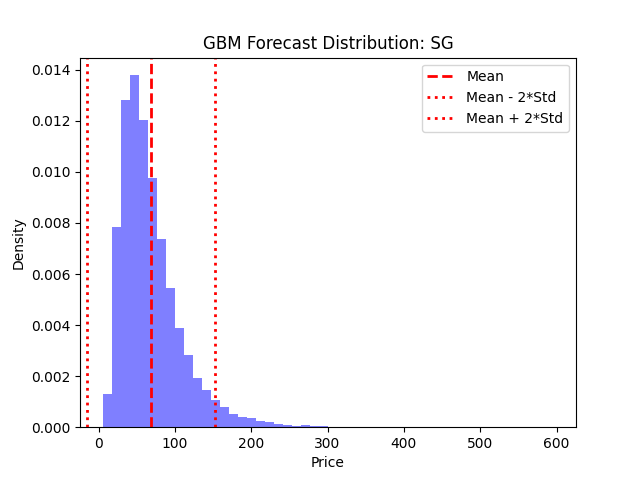 GBM Forecast Distribution: SG
Mean
Mean - 2*Std
Mean + 2*Std
Density
0.014
0.012
0.010
0.008
0.006
0.004
0.002
0.000
0 100 200 300 400 500 600
Price